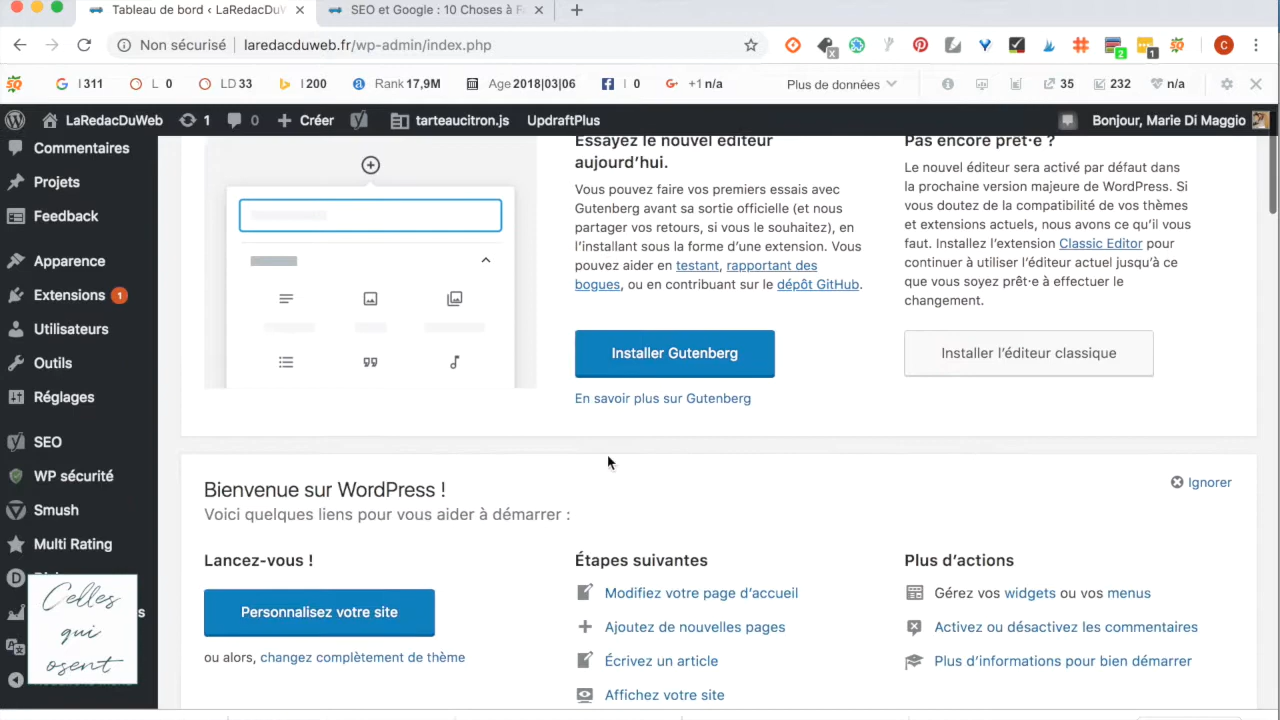 Tableau de bord ‹ LaRedacDuW
SEO et Google : 10 Choses à F
Non sécurisé
laredacduweb.fr/wp-admin/index.php
2
1
C
I 311
L 0
LD 33
I 200
Rank 17,9M
Age 2018|03|06
I 0
+1 n/a
Plus de données
35
232
n/a
LaRedacDuWeb
1
0
Créer
tarteaucitron.js
UpdraftPlus
Bonjour, Marie Di Maggio
Commentaires
Projets
Feedback
Apparence
Extensions 1
Utilisateurs
Outils
Réglages
SEO
WP sécurité
Smush
Multi Rating
Celles
qui
osent
Essayez le nouvel éditeur
aujourd’hui.
Vous pouvez faire vos premiers essais avec
Gutenberg avant sa sortie officielle (et nous
partager vos retours, si vous le souhaitez), en
l’installant sous la forme d’une extension. Vous
pouvez aider en testant, rapportant des
bogues, ou en contribuant sur le dépôt GitHub.
Installer Gutenberg
En savoir plus sur Gutenberg
Pas encore prêt·e ?
Le nouvel éditeur sera activé par défaut dans
la prochaine version majeure de WordPress. Si
vous doutez de la compatibilité de vos thèmes
et extensions actuels, nous avons ce qu’il vous
faut. Installez l’extension Classic Editor pour
continuer à utiliser l’éditeur actuel jusqu’à ce
que vous soyez prêt·e à effectuer le
changement.
Installer l’éditeur classique
Bienvenue sur WordPress !
Voici quelques liens pour vous aider à démarrer :
Ignorer
Lancez-vous !
Personnalisez votre site
ou alors, changez complètement de thème
Étapes suivantes
Modifiez votre page d’accueil
Ajoutez de nouvelles pages
Écrivez un article
Affichez votre site
Plus d’actions
Gérez vos widgets ou vos menus
Activez ou désactivez les commentaires
Plus d’informations pour bien démarrer